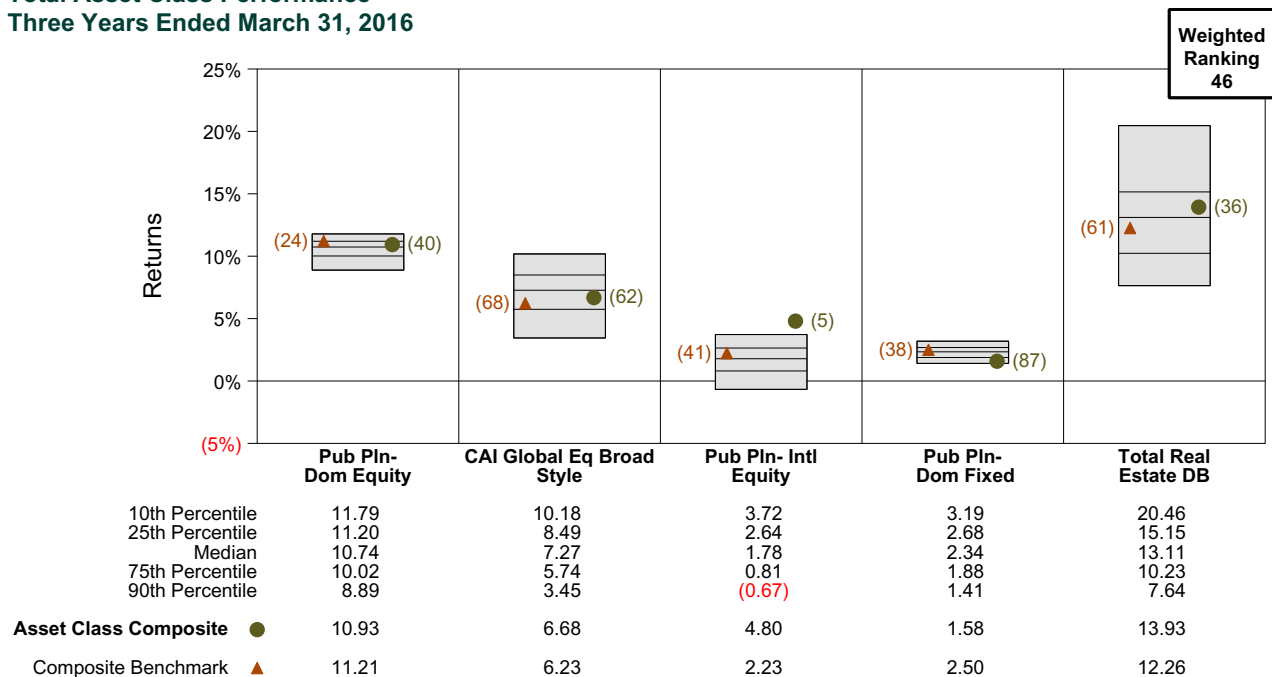 Total Asset Class Performance
Three Years Ended March 31, 2016
Weighted
Ranking
46
Returns
25%
20%
15%
10%
5%
0%
(5%)
(24)
(40)
(68)
(62)
(41)
(5)
(38)
(87)
(61)
(36)
Pub Pln-
Dom Equity
CAI Global Eq Broad
Style
Pub Pln- Intl
Equity
Pub Pln-
Dom Fixed
Total Real
Estate DB
10th Percentile 11.79 10.18 3.72 3.19 20.46
25th Percentile 11.20 8.49 2.64 2.68 15.15
Median 10.74 7.27 1.78 2.34 13.11
75th Percentile 10.02 5.74 0.81 1.88 10.23
90th Percentile 8.89 3.45 (0.67) 1.41 7.64
Asset Class Composite 10.93 6.68 4.80 1.58 13.93
Composite Benchmark 11.21 6.23 2.23 2.50 12.26